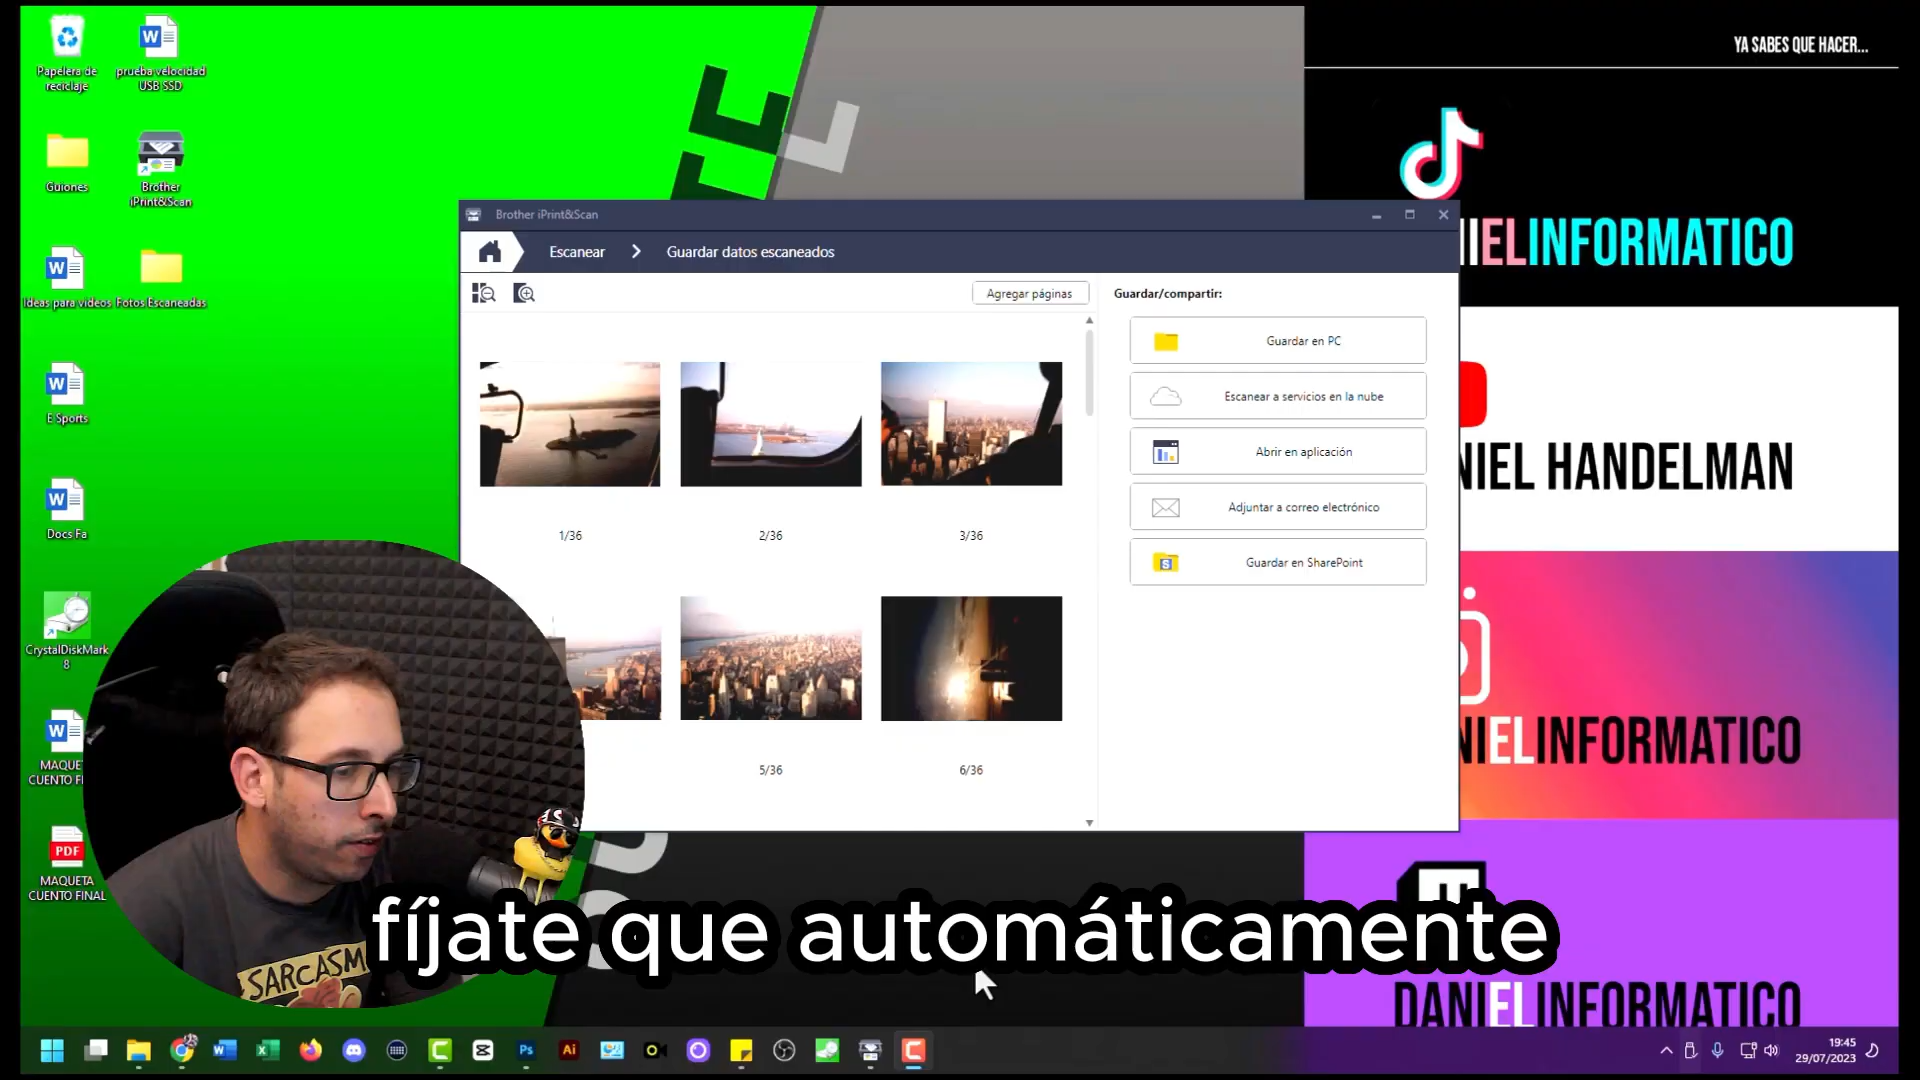 Papelera de
reciclaje
prueba velocidad
USB SSD
YA SABES QUE HACER...
Guiones
Brother
iPrint&Scan
Ideas para videos
Fotos Escaneadas
E Sports
Docs Fa
CrystalDiskMark
8
MAQUE
CUENTO FI
PDF
MAQUETA
CUENTO FINAL
Brother iPrint&Scan
Escanear
Guardar datos escaneados
Agregar páginas
Guardar/compartir:
Guardar en PC
Escanear a servicios en la nube
Abrir en aplicación
Adjuntar a correo electrónico
Guardar en SharePoint
1/36
2/36
3/36
5/36
6/36
IELINFORMATICO
NIEL HANDELMAN
NIELINFORMATICO
DANIELINFORMATICO
SARCASM
fíjate que automáticamente
19:45
29/07/2023